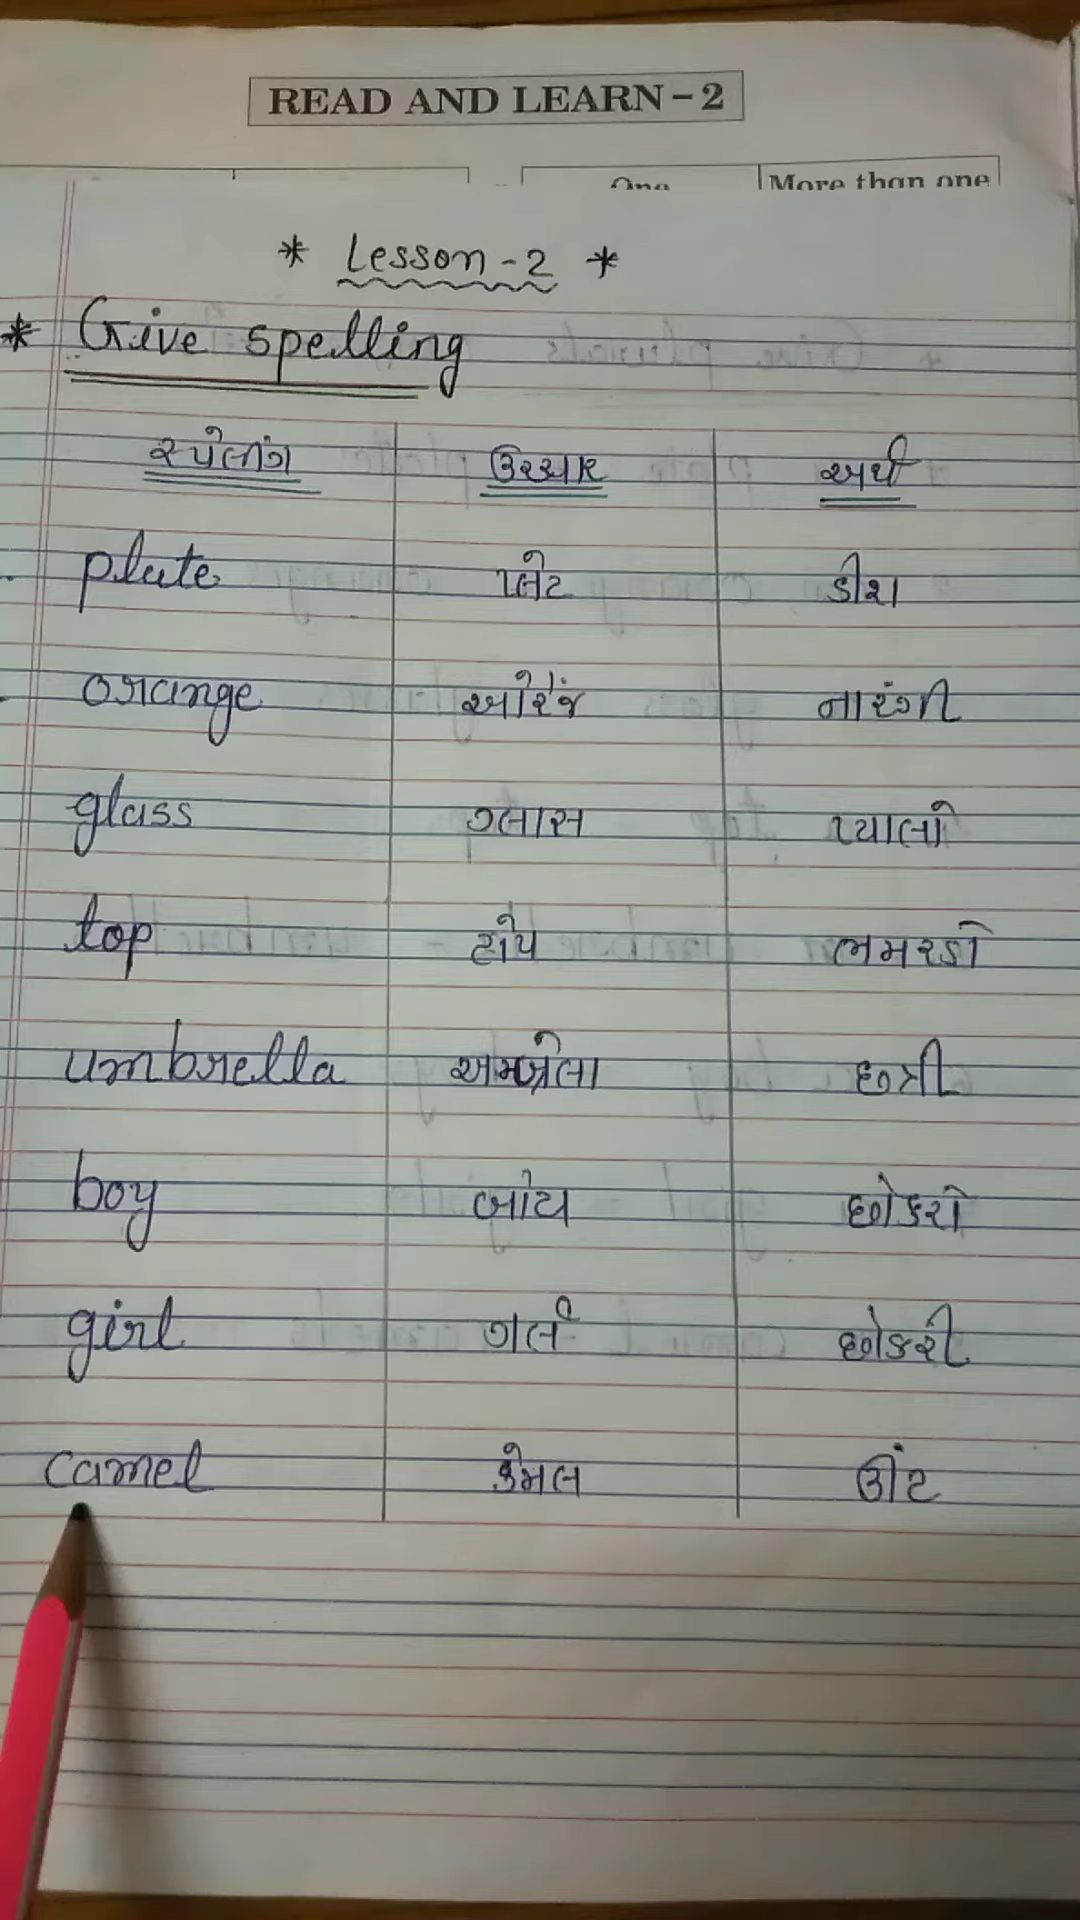 READ AND LEARN - 2
One More than one
* Lesson - 2 *
* Give spelling
સ્પેલીંગ ઉચ્ચાર અર્થ
plate પ્લેટ ડીશ
orange ઓરેંજ નારંગી
glass ગ્લાસ પ્યાલો
top ટોપ ભમરડો
umbrella અમ્બ્રેલા છત્રી
boy બોય છોકરો
girl ગર્લ છોકરી
camel કેમલ ઊંટ